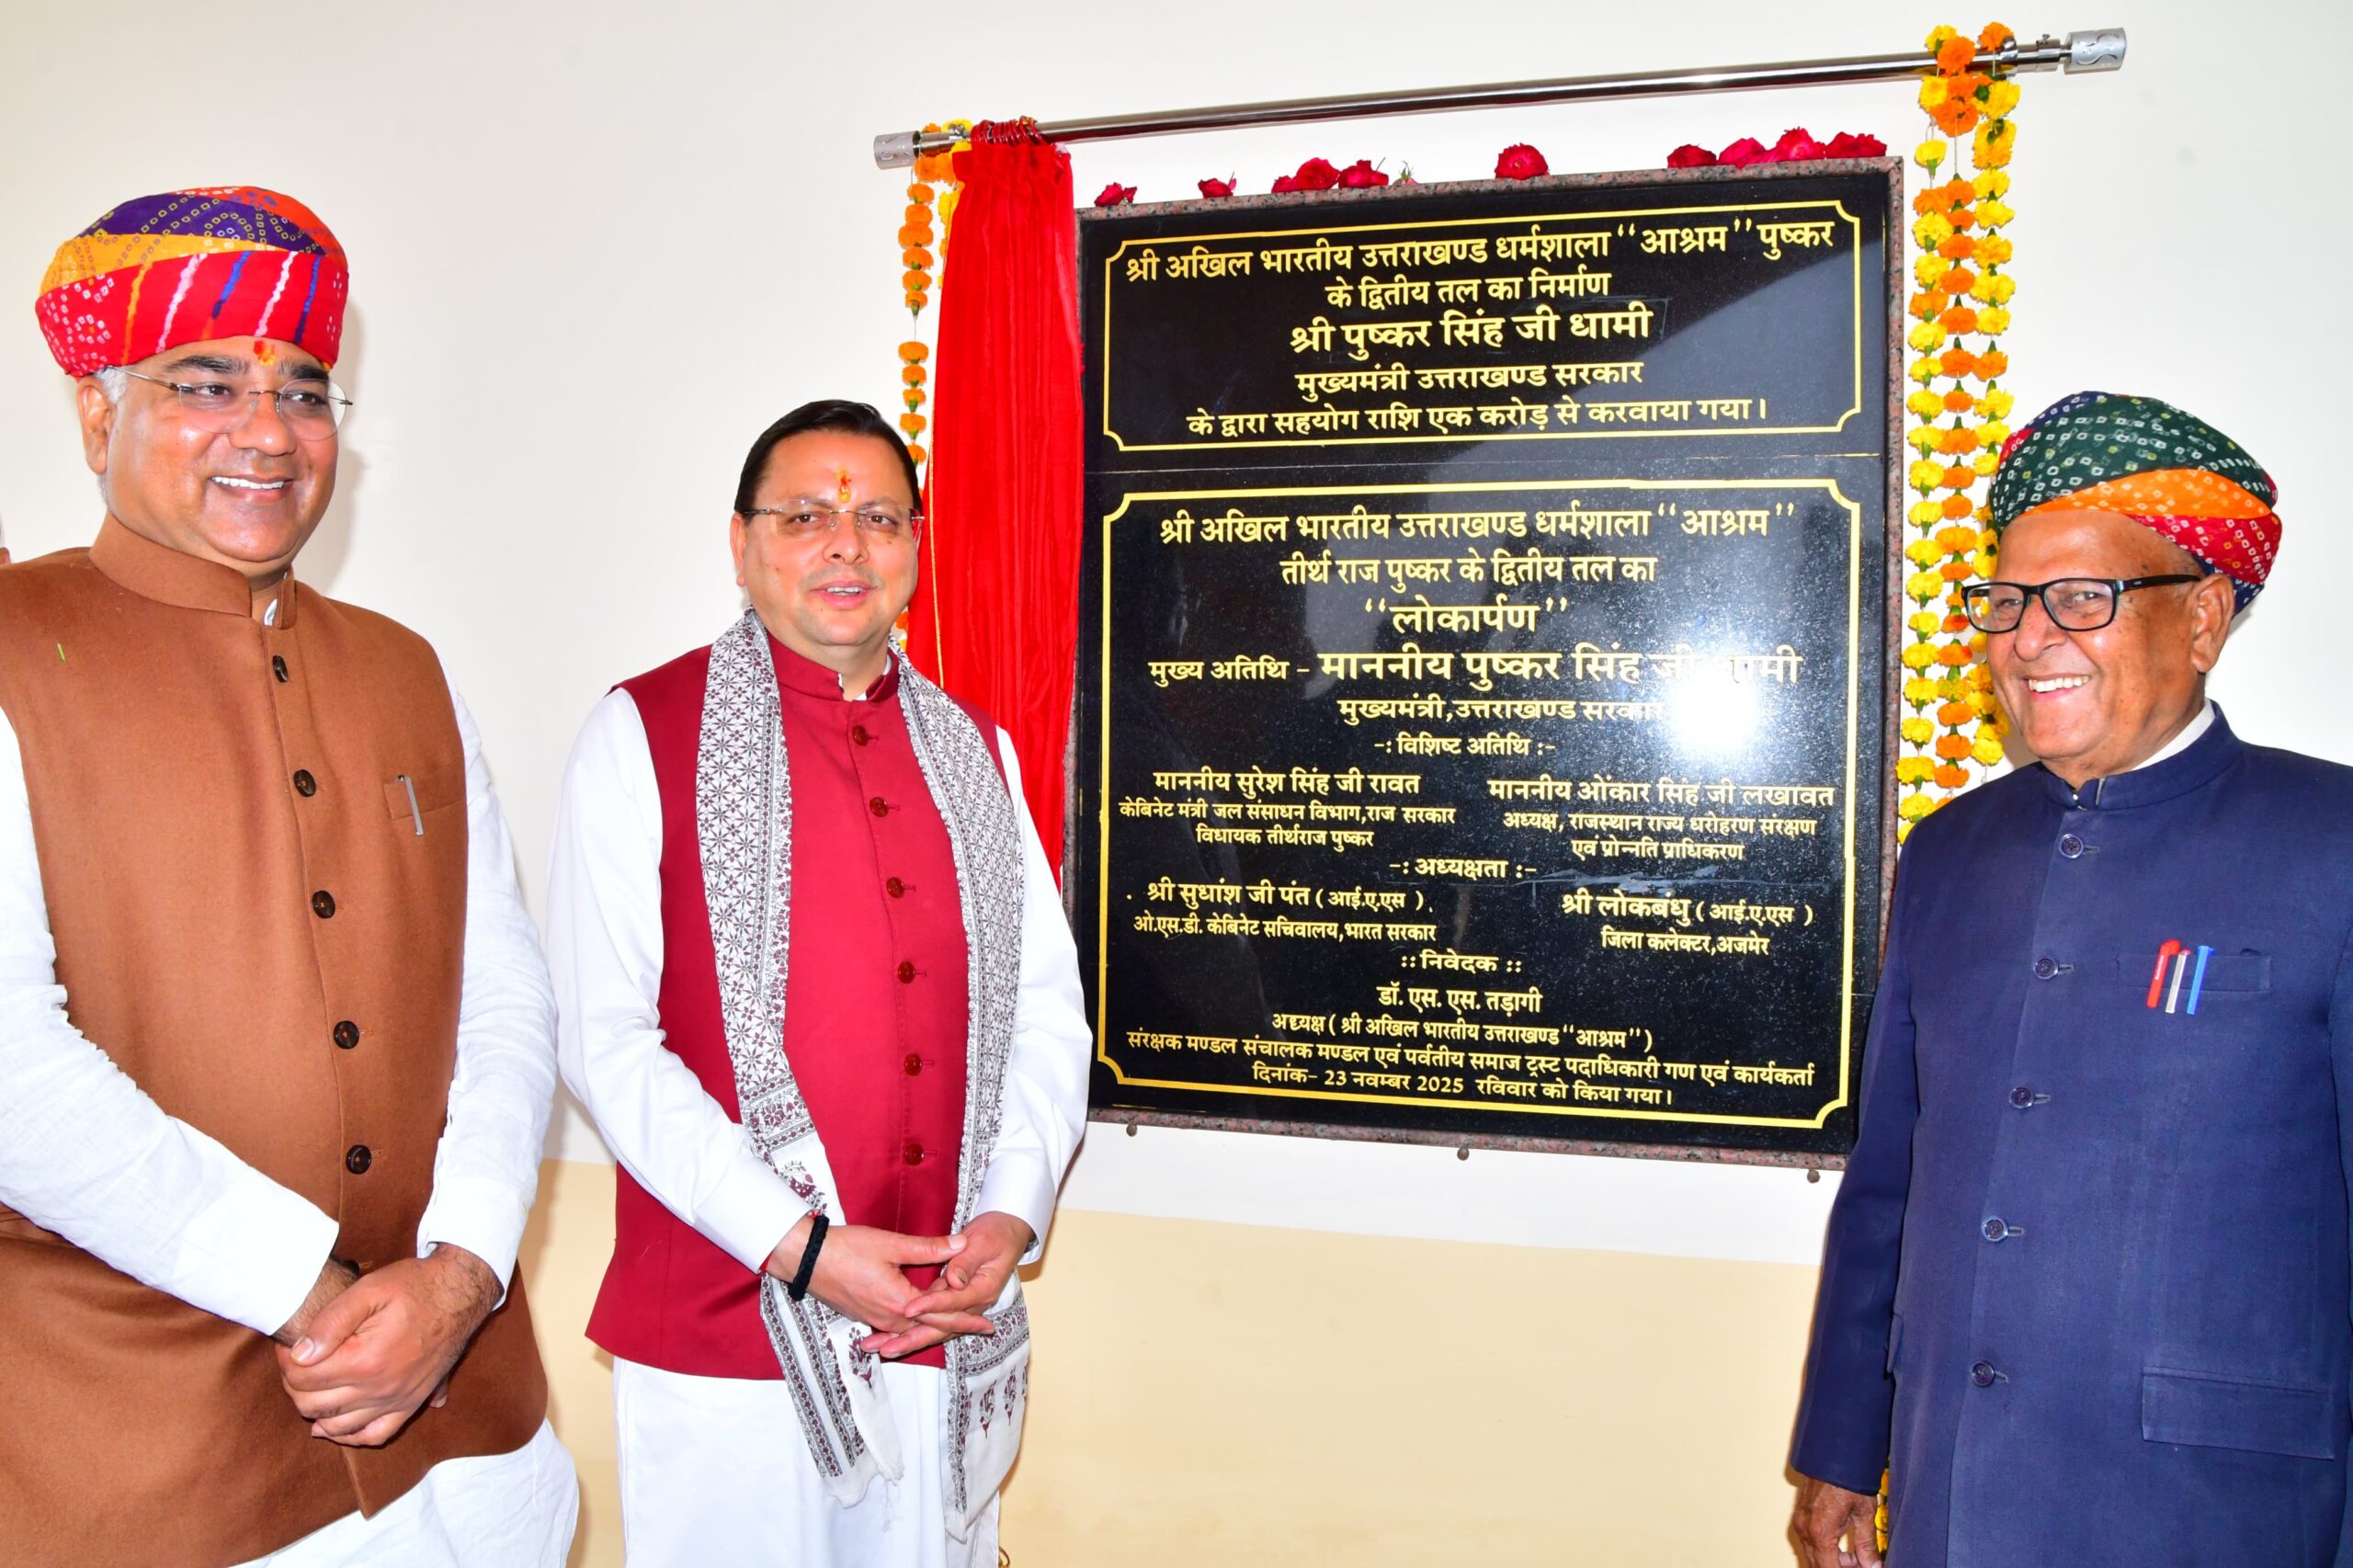 श्री अखिल भारतीय उत्तराखण्ड धर्मशाला “आश्रम” पुष्कर
के द्वितीय तल का निर्माण
श्री पुष्कर सिंह जी धामी
मुख्यमंत्री उत्तराखण्ड सरकार
के द्वारा सहयोग राशि एक करोड़ से करवाया गया।
श्री अखिल भारतीय उत्तराखण्ड धर्मशाला “आश्रम”
तीर्थ राज पुष्कर के द्वितीय तल का
“लोकार्पण”
मुख्य अतिथि – माननीय पुष्कर सिंह जी धामी
मुख्यमंत्री,उत्तराखण्ड सरकार
-: विशिष्ट अतिथि :-
माननीय सुरेश सिंह जी रावत
केबिनेट मंत्री जल संसाधन विभाग,राज सरकार
विधायक तीर्थराज पुष्कर
माननीय ओंकार सिंह जी लखावत
अध्यक्ष, राजस्थान राज्य धरोहरण संरक्षण
एवं प्रोन्नति प्राधिकरण
-: अध्यक्षता :-
श्री सुधांश जी पंत ( आई.ए.एस )
ओ.एस.डी. केबिनेट सचिवालय,भारत सरकार
श्री लोकबंधु ( आई.ए.एस )
जिला कलेक्टर,अजमेर
:: निवेदक ::
डॉ. एस. एस. तड़ागी
अध्यक्ष ( श्री अखिल भारतीय उत्तराखण्ड “आश्रम” )
संरक्षक मण्डल संचालक मण्डल एवं पर्वतीय समाज ट्रस्ट पदाधिकारी गण एवं कार्यकर्ता
दिनांक- 23 नवम्बर 2025 रविवार को किया गया।